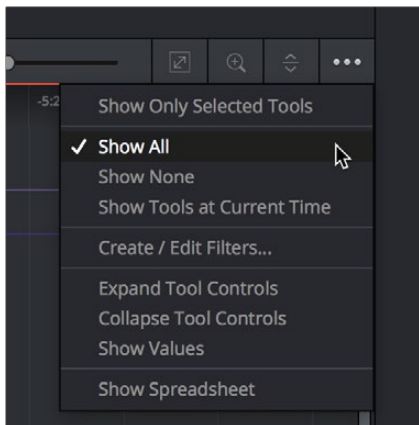 -5:2
Show Only Selected Tools
Show All
Show None
Show Tools at Current Time
Create / Edit Filters...
Expand Tool Controls
Collapse Tool Controls
Show Values
Show Spreadsheet